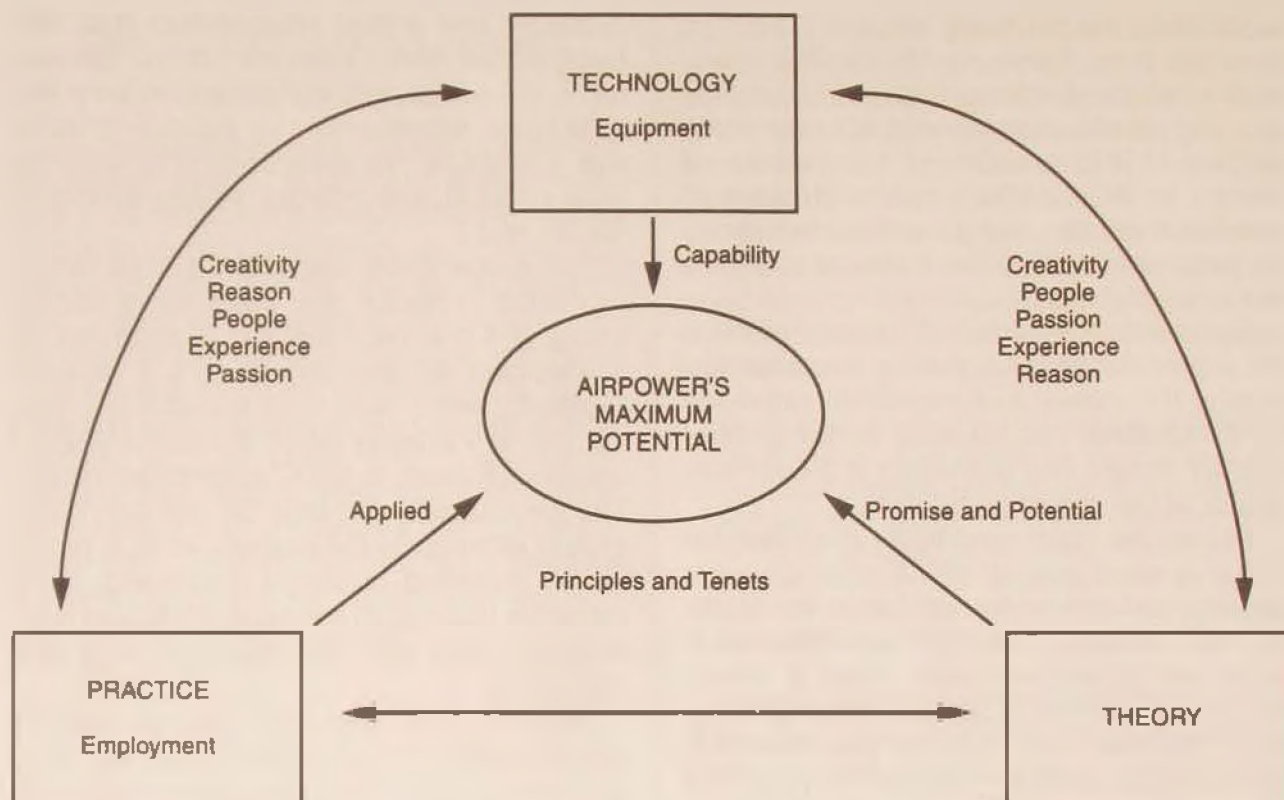 TECHNOLOGY
Equipment
Capability
Creativity
Reason
People
Experience
Passion
Creativity
People
Passion
Experience
Reason
AIRPOWER'S
MAXIMUM
POTENTIAL
Applied
Promise and Potential
Principles and Tenets
PRACTICE
Employment
THEORY